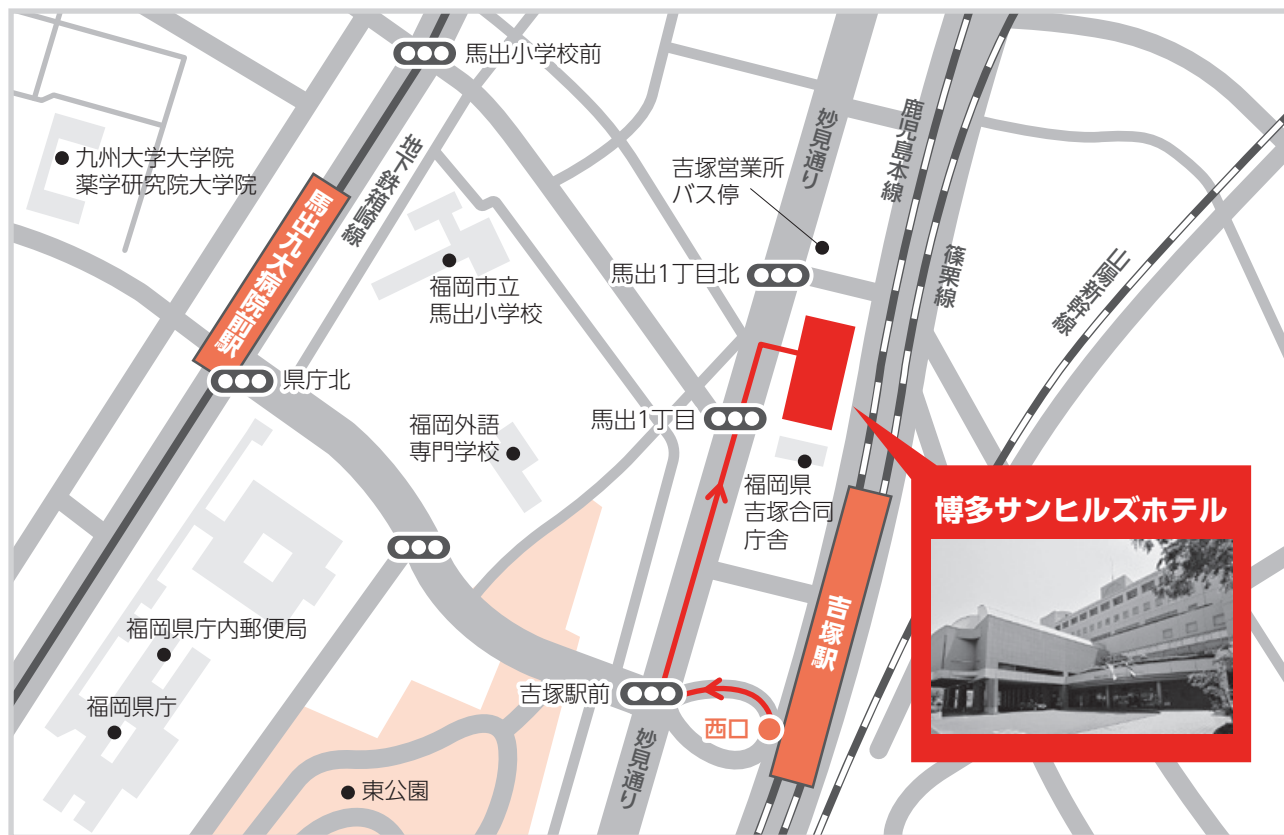 馬出小学校前
九州大学大学院
薬学研究院大学院
地下鉄箱崎線
馬出九大病院前駅
福岡市立
馬出小学校
県庁北
福岡外語
専門学校
妙見通り
鹿児島本線
吉塚営業所
バス停
馬出1丁目北
篠栗線
山陽新幹線
馬出1丁目
福岡県
吉塚合同
庁舎
博多サンヒルズホテル
吉塚駅
福岡県庁内郵便局
福岡県庁
吉塚駅前
西口
妙見通り
東公園